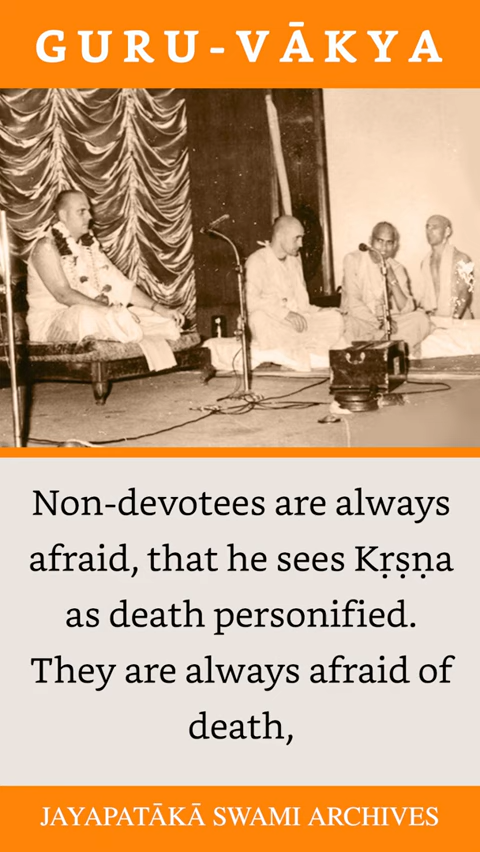 GURU-VĀKYA
Non-devotees are always
afraid, that he sees Kṛṣṇa
as death personified.
They are always afraid of
death,
JAYAPATĀKĀ SWAMI ARCHIVES